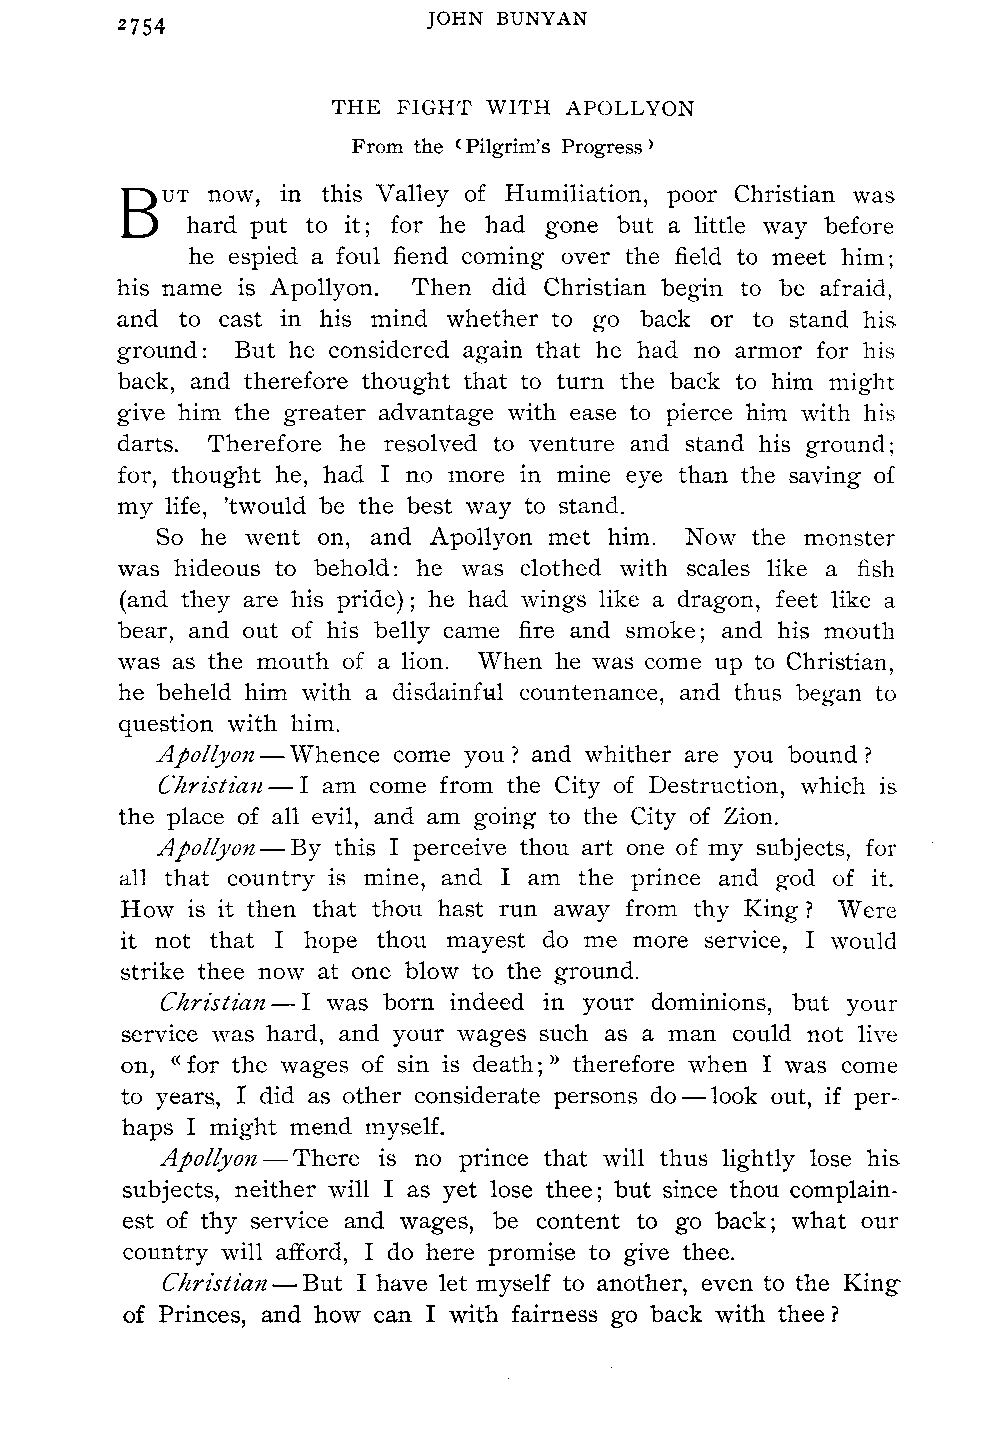 2754
JOHN BUNYAN
THE FIGHT WITH APOLLYON
From the ‘Pilgrim's Progress’
BUT now, in this Valley of Humiliation, poor Christian was
hard put to it; for he had gone but a little way before
he espied a foul fiend coming over the field to meet him;
his name is Apollyon. Then did Christian begin to be afraid,
and to cast in his mind whether to go back or to stand his
ground: But he considered again that he had no armor for his
back, and therefore thought that to turn the back to him might
give him the greater advantage with ease to pierce him with his
darts. Therefore he resolved to venture and stand his ground;
for, thought he, had I no more in mine eye than the saving of
my life, 'twould be the best way to stand.
So he went on, and Apollyon met him. Now the monster
was hideous to behold: he was clothed with scales like a fish
(and they are his pride); he had wings like a dragon, feet like a
bear, and out of his belly came fire and smoke; and his mouth
was as the mouth of a lion. When he was come up to Christian,
he beheld him with a disdainful countenance, and thus began to
question with him.
Apollyon—Whence come you? and whither are you bound?
Christian—I am come from the City of Destruction, which is
the place of all evil, and am going to the City of Zion.
Apollyon—By this I perceive thou art one of my subjects, for
all that country is mine, and I am the prince and god of it.
How is it then that thou hast run away from thy King? Were
it not that I hope thou mayest do me more service, I would
strike thee now at one blow to the ground.
Christian—I was born indeed in your dominions, but your
service was hard, and your wages such as a man could not live
on, “for the wages of sin is death;” therefore when I was come
to years, I did as other considerate persons do—look out, if per-
haps I might mend myself.
Apollyon—There is no prince that will thus lightly lose his
subjects, neither will I as yet lose thee; but since thou complain-
est of thy service and wages, be content to go back; what our
country will afford, I do here promise to give thee.
Christian—But I have let myself to another, even to the King
of Princes, and how can I with fairness go back with thee?